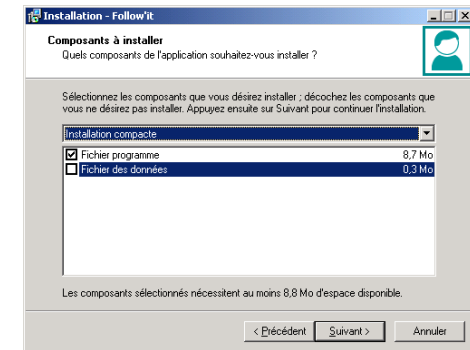 Installation - Follow'it
Composants à installer
Quels composants de l'application souhaitez-vous installer ?
Sélectionnez les composants que vous désirez installer ; décochez les composants que
vous ne désirez pas installer. Appuyez ensuite sur Suivant pour continuer l'installation.
Installation compacte
Fichier programme 8,7 Mo
Fichier des données 0,3 Mo
Les composants sélectionnés nécessitent au moins 8,8 Mo d'espace disponible.
< Précédent Suivant > Annuler